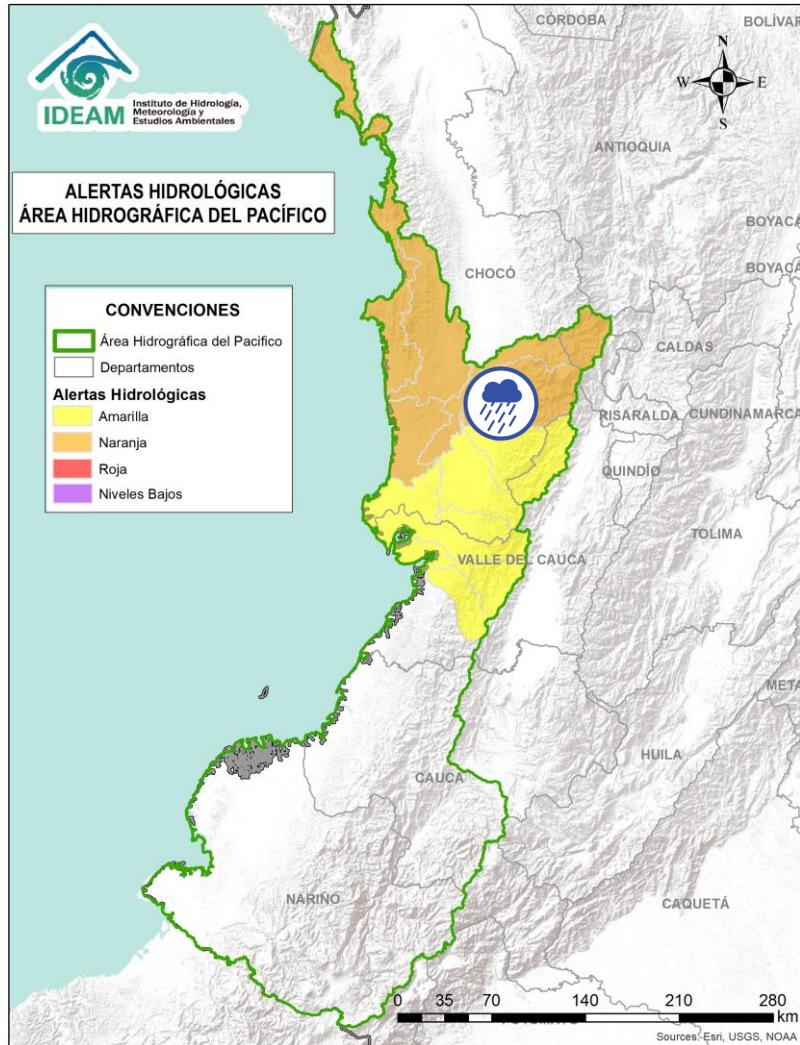 IDEAM
Instituto de Hidrología,
Meteorología y
Estudios Ambientales
ALERTAS HIDROLÓGICAS
ÁREA HIDROGRÁFICA DEL PACÍFICO
CONVENCIONES
Área Hidrográfica del Pacifico
Departamentos
Alertas Hidrológicas
Amarilla
Naranja
Roja
Niveles Bajos
N
W
E
S
CÓRDOBA
BOLÍVAR
ANTIOQUIA
BOYACÁ
BOYACÁ
CHOCÓ
CALDAS
RISARALDA
CUNDINAMARCA
QUINDÍO
TOLIMA
VALLE DEL CAUCA
META
HUILA
CAUCA
NARIÑO
CAQUETÁ
0 35 70 140 210 280
km
Sources: Esri, USGS, NOAA